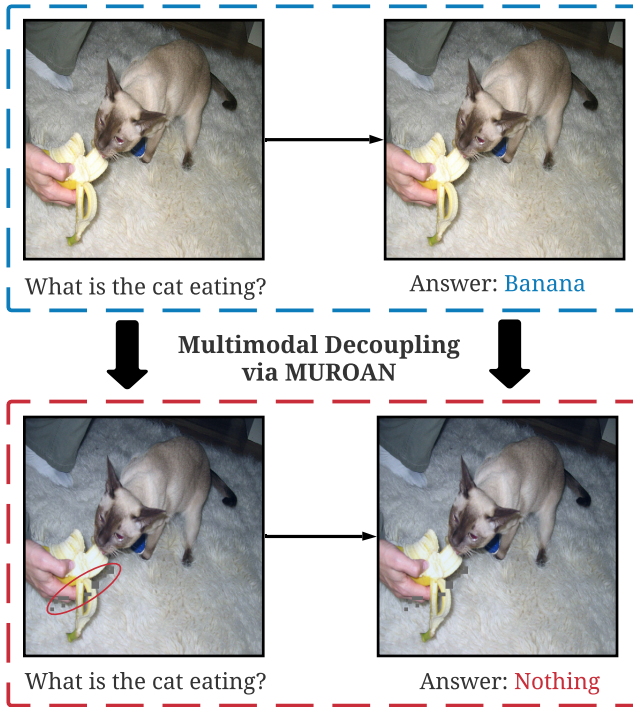 What is the cat eating?
Answer: Banana
Multimodal Decoupling
via MUROAN
What is the cat eating?
Answer: Nothing